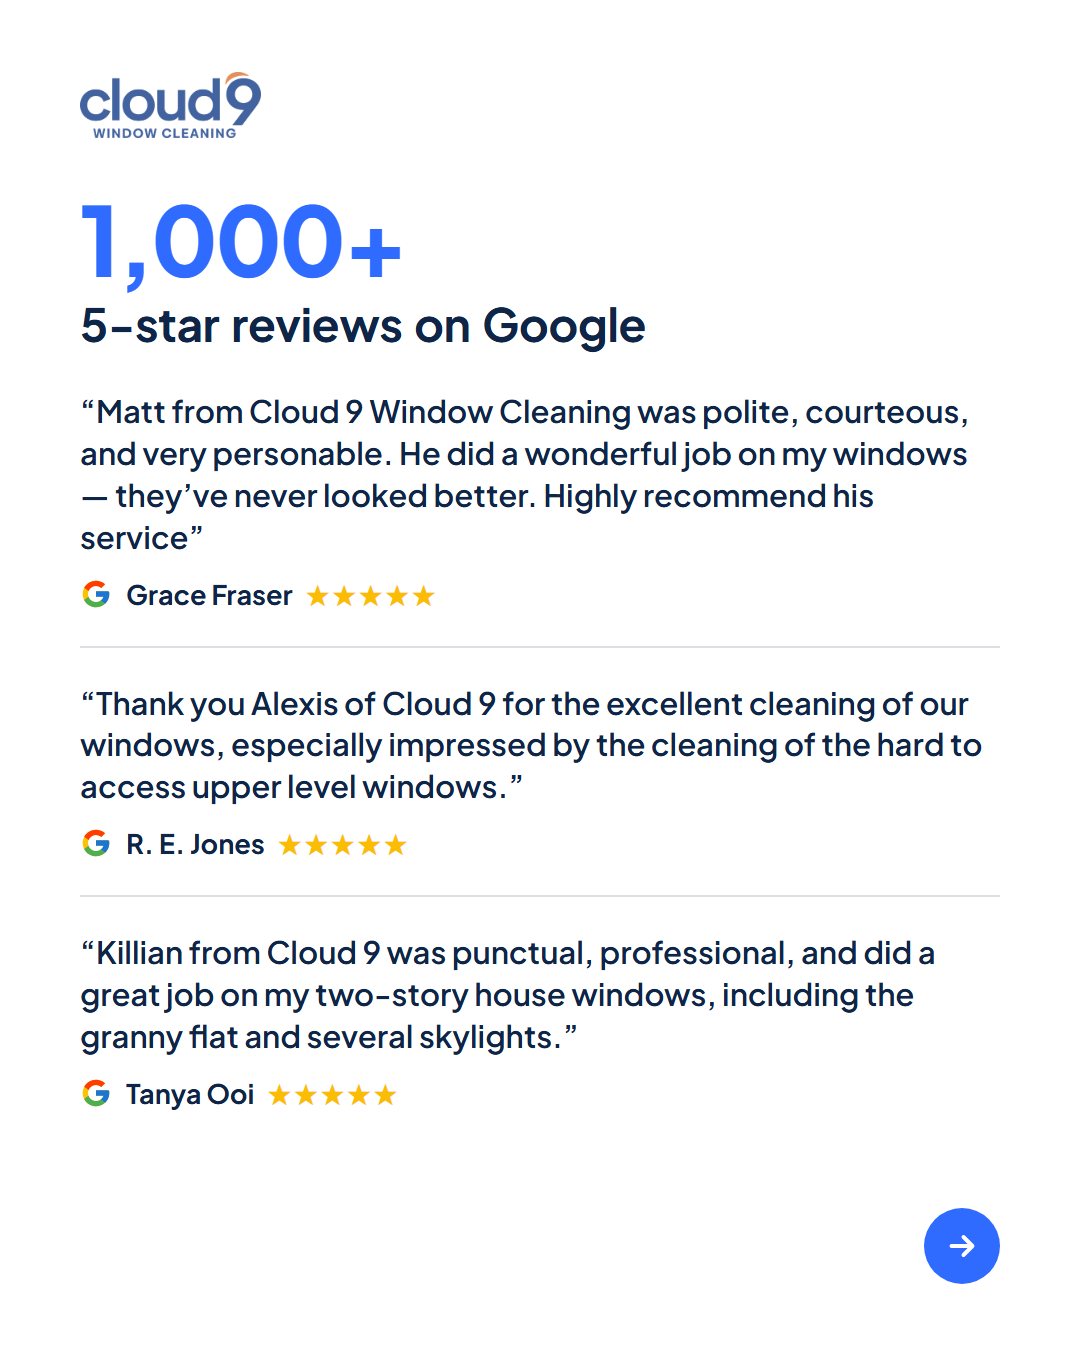 cloud9
WINDOW CLEANING
1,000+
5-star reviews on Google
“Matt from Cloud 9 Window Cleaning was polite, courteous,
and very personable. He did a wonderful job on my windows
— they’ve never looked better. Highly recommend his
service”
G Grace Fraser ★★★★★
“Thank you Alexis of Cloud 9 for the excellent cleaning of our
windows, especially impressed by the cleaning of the hard to
access upper level windows.”
G R. E. Jones ★★★★★
“Killian from Cloud 9 was punctual, professional, and did a
great job on my two-story house windows, including the
granny flat and several skylights.”
G Tanya Ooi ★★★★★